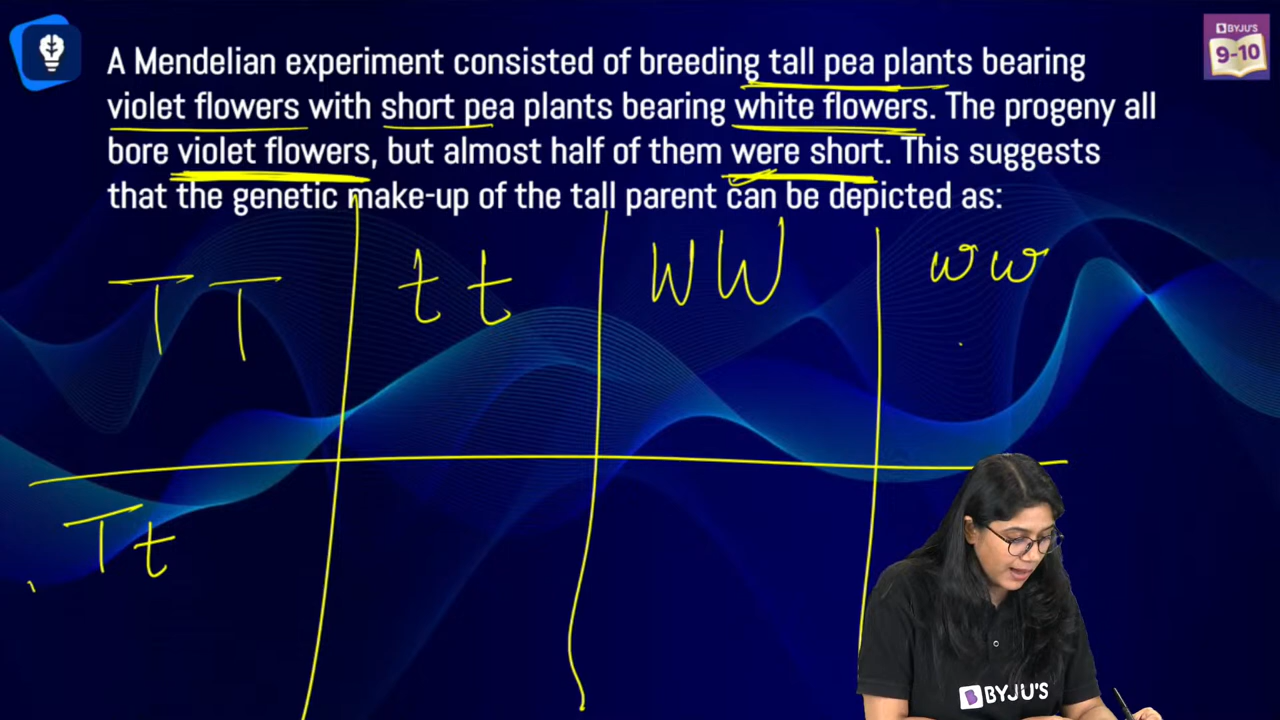 BYJU'S
9-10
A Mendelian experiment consisted of breeding tall pea plants bearing
violet flowers with short pea plants bearing white flowers. The progeny all
bore violet flowers, but almost half of them were short. This suggests
that the genetic make-up of the tall parent can be depicted as:
TT tt WW ww
Tt
BYJU'S